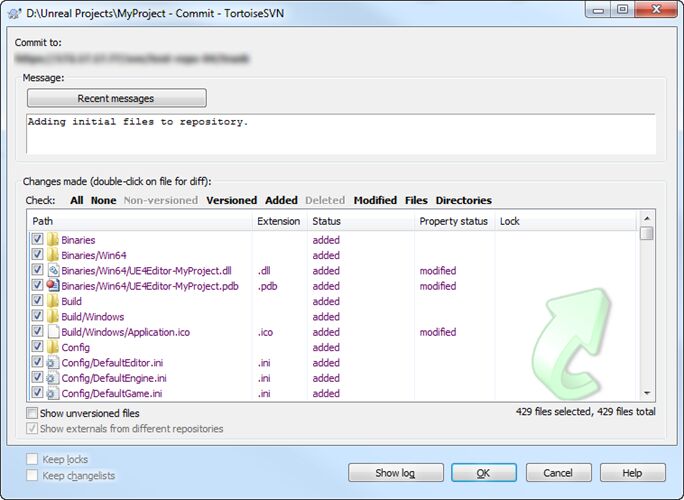 D:\Unreal Projects\MyProject - Commit - TortoiseSVN
Commit to:
Message:
Recent messages
Adding initial files to repository.
Changes made (double-click on file for diff):
Check: All None Non-versioned Versioned Added Deleted Modified Files Directories
Path Extension Status Property status Lock
Binaries added
Binaries/Win64 added
Binaries/Win64/UE4Editor-MyProject.dll .dll added modified
Binaries/Win64/UE4Editor-MyProject.pdb .pdb added modified
Build added
Build/Windows added
Build/Windows/Application.ico .ico added modified
Config added
Config/DefaultEditor.ini .ini added
Config/DefaultEngine.ini .ini added
Config/DefaultGame.ini .ini added
Show unversioned files 429 files selected, 429 files total
Show externals from different repositories
Keep locks
Keep changelists
Show log OK Cancel Help